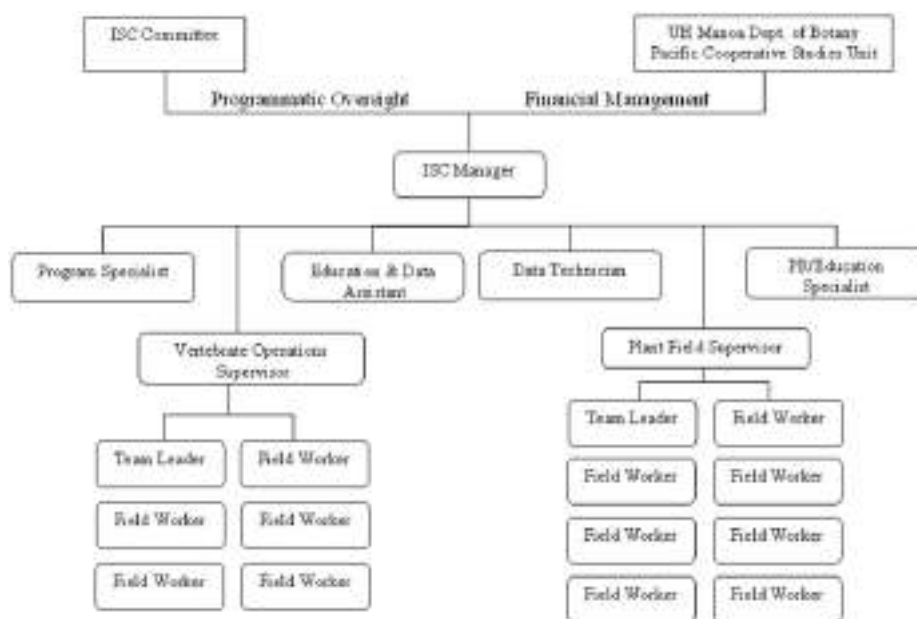 ISC Committee
UH Manoa Dept. of Botany
Pacific Cooperative Studies Unit
Programmatic Oversight
Financial Management
ISC Manager
Program Specialist
Education & Data
Assistant
Data Technician
PR/Education
Specialist
Vertebrate Operations
Supervisor
Plant Field Supervisor
Team Leader
Field Worker
Field Worker
Field Worker
Field Worker
Field Worker
Team Leader
Field Worker
Field Worker
Field Worker
Field Worker
Field Worker
Field Worker
Field Worker